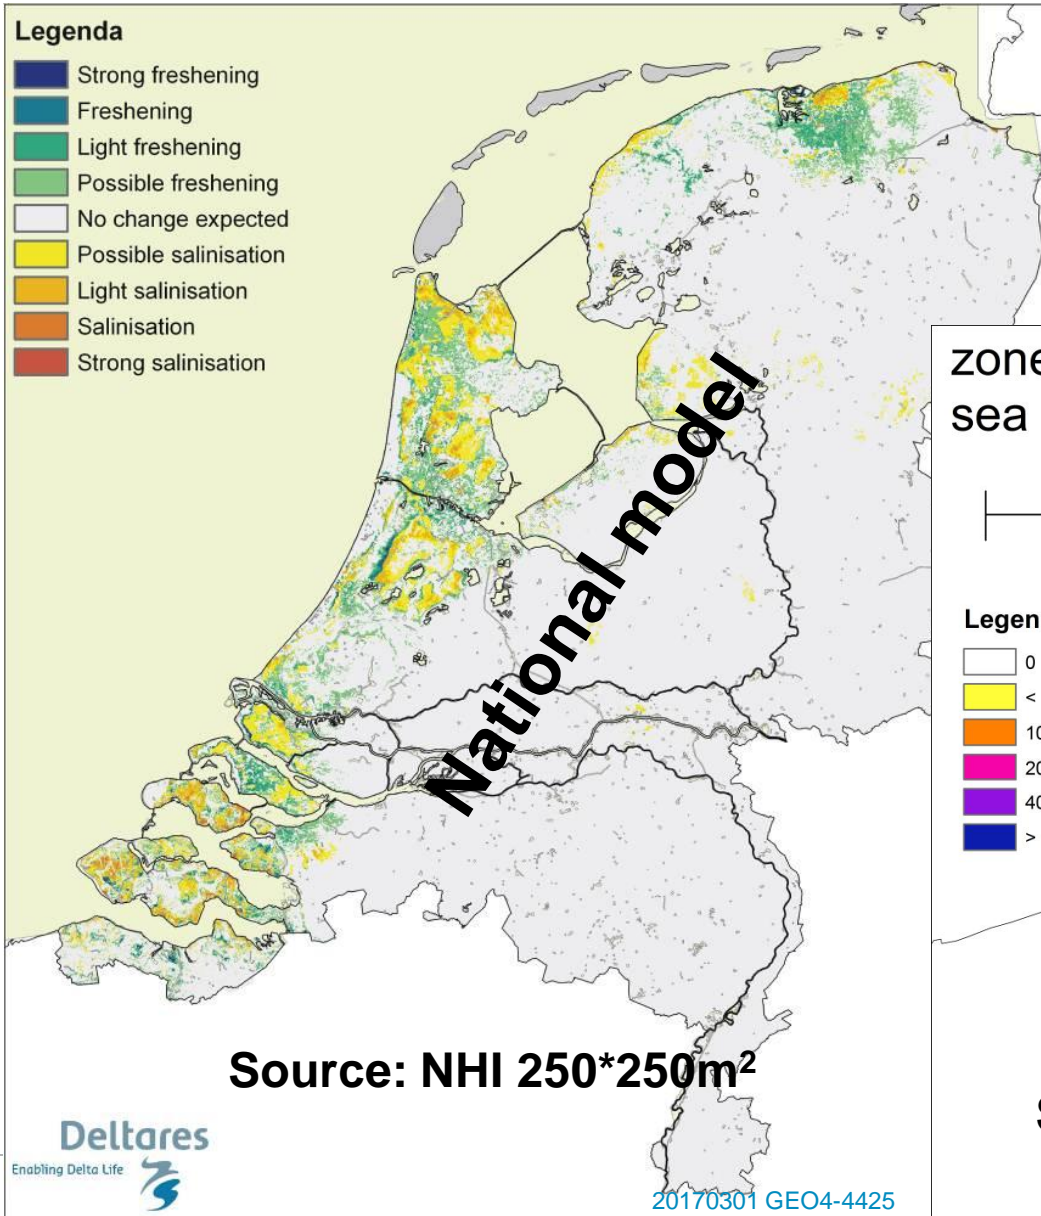 Legenda
Strong freshening
Freshening
Light freshening
Possible freshening
No change expected
Possible salinisation
Light salinisation
Salinisation
Strong salinisation
National model
Source: NHI 250*250m²
Deltares
Enabling Delta Life
20170301 GEO4-4425
zone
sea
Legen
0
<
10
20
40
>